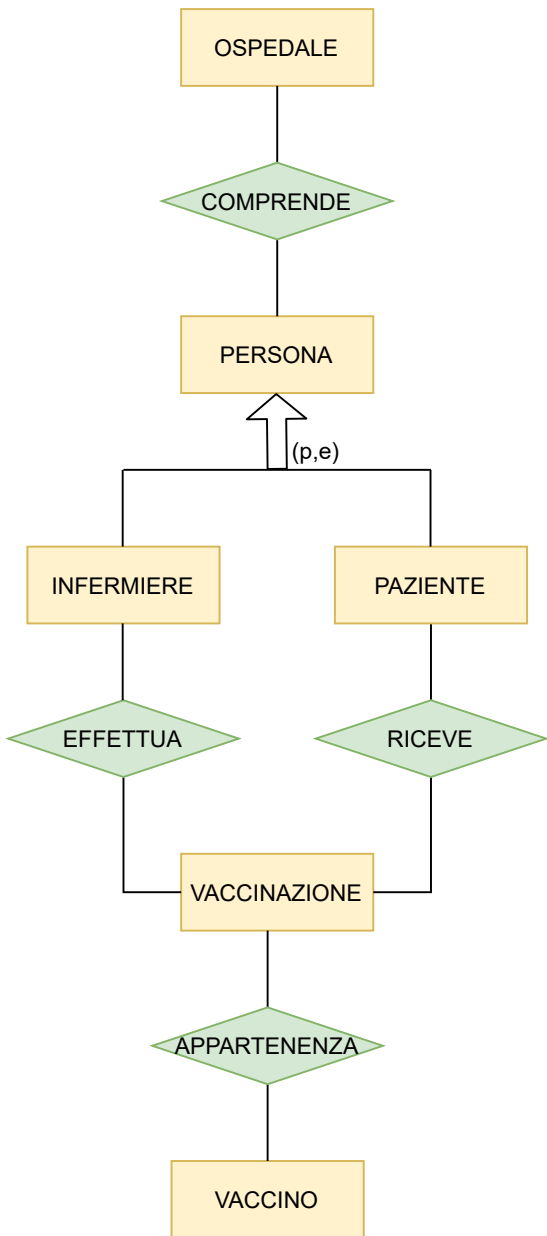 OSPEDALE
COMPRENDE
PERSONA
(p,e)
INFERMIERE
PAZIENTE
EFFETTUA
RICEVE
VACCINAZIONE
APPARTENENZA
VACCINO